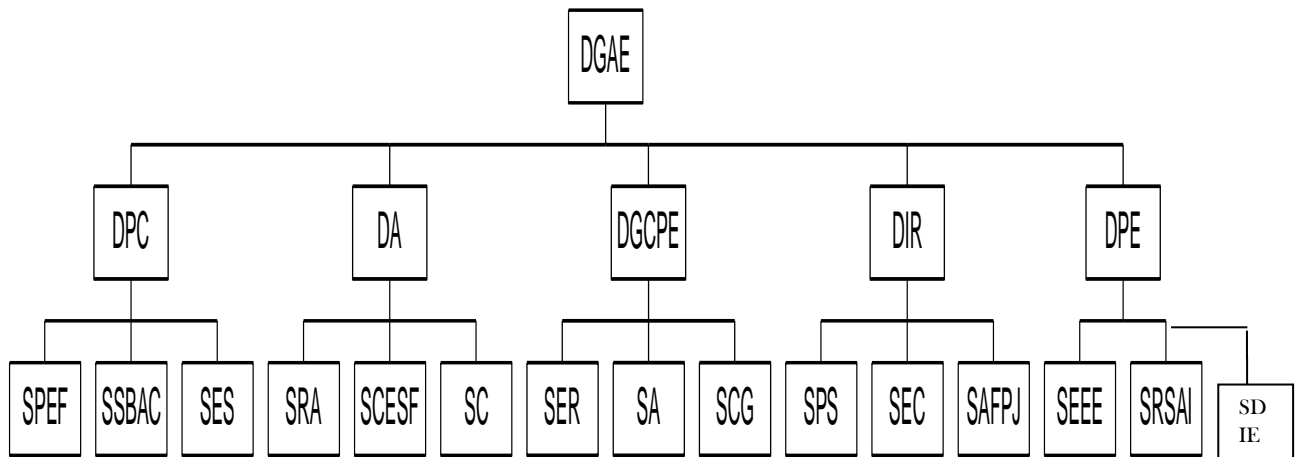 DGAE
DPC
DA
DGCPE
DIR
DPE
SPEF
SSBAC
SES
SRA
SCESF
SC
SER
SA
SCG
SPS
SEC
SAFPJ
SEEE
SRSAI
SD
IE